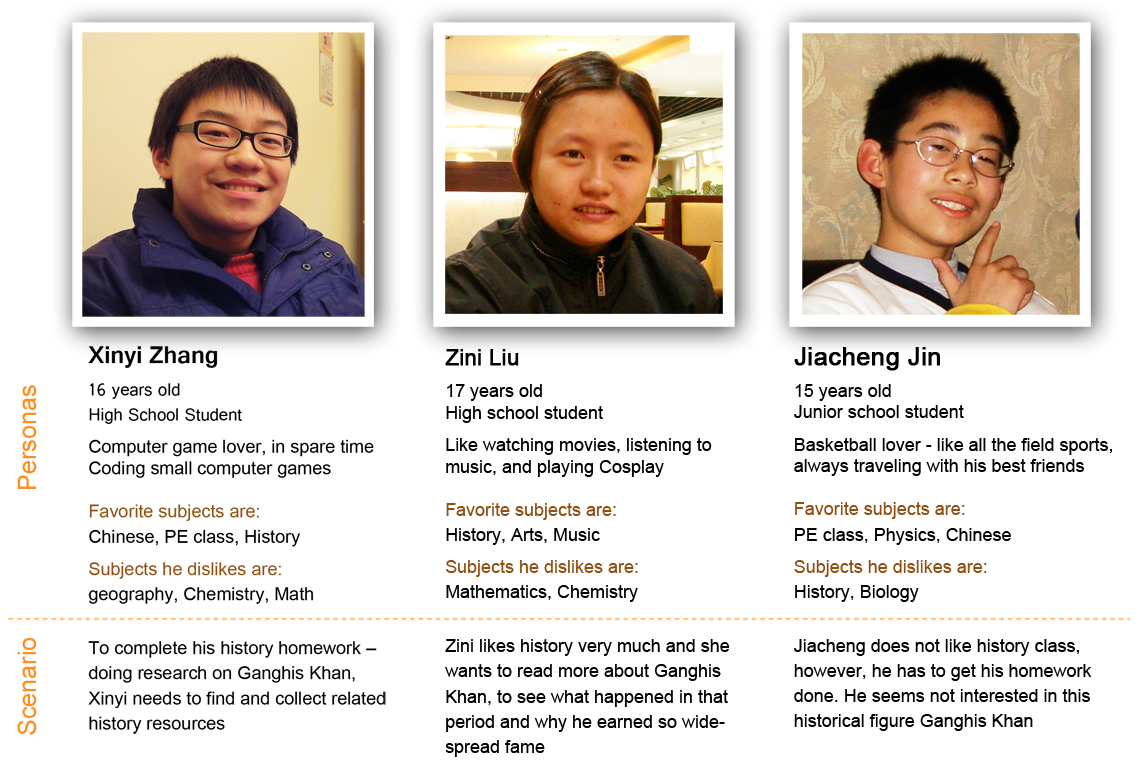 Xinyi Zhang
16 years old
High School Student
Computer game lover, in spare time
Coding small computer games
Favorite subjects are:
Chinese, PE class, History
Subjects he dislikes are:
geography, Chemistry, Math
Zini Liu
17 years old
High school student
Like watching movies, listening to
music, and playing Cosplay
Favorite subjects are:
History, Arts, Music
Subjects he dislikes are:
Mathematics, Chemistry
Jiacheng Jin
15 years old
Junior school student
Basketball lover - like all the field sports,
always traveling with his best friends
Favorite subjects are:
PE class, Physics, Chinese
Subjects he dislikes are:
History, Biology
Personas
Scenario
To complete his history homework –
doing research on Ganghis Khan,
Xinyi needs to find and collect related
history resources
Zini likes history very much and she
wants to read more about Ganghis
Khan, to see what happened in that
period and why he earned so wide-
spread fame
Jiacheng does not like history class,
however, he has to get his homework
done. He seems not interested in this
historical figure Ganghis Khan